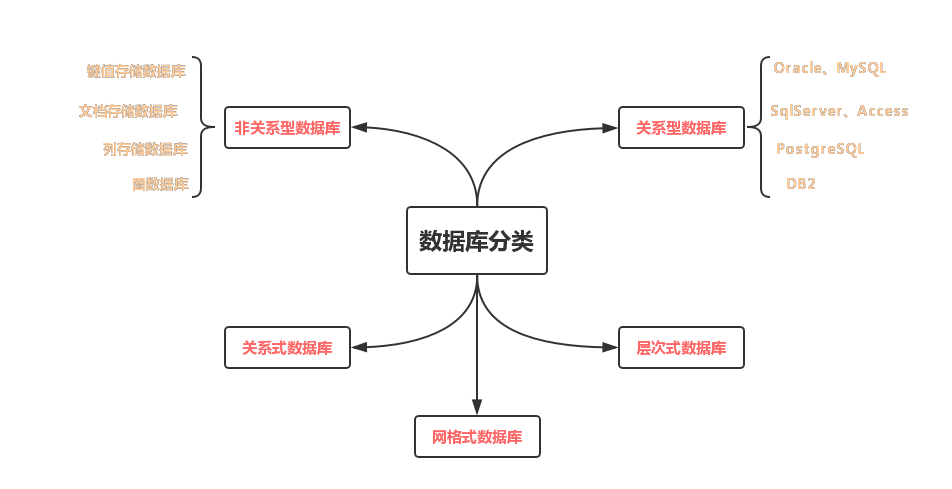 键值存储数据库
文档存储数据库
列存储数据库
圖数据库
非关系型数据库
关系型数据库
Oracle、MySQL
SqlServer、Access
PostgreSQL
DB2
数据库分类
关系式数据库
层次式数据库
网格式数据库